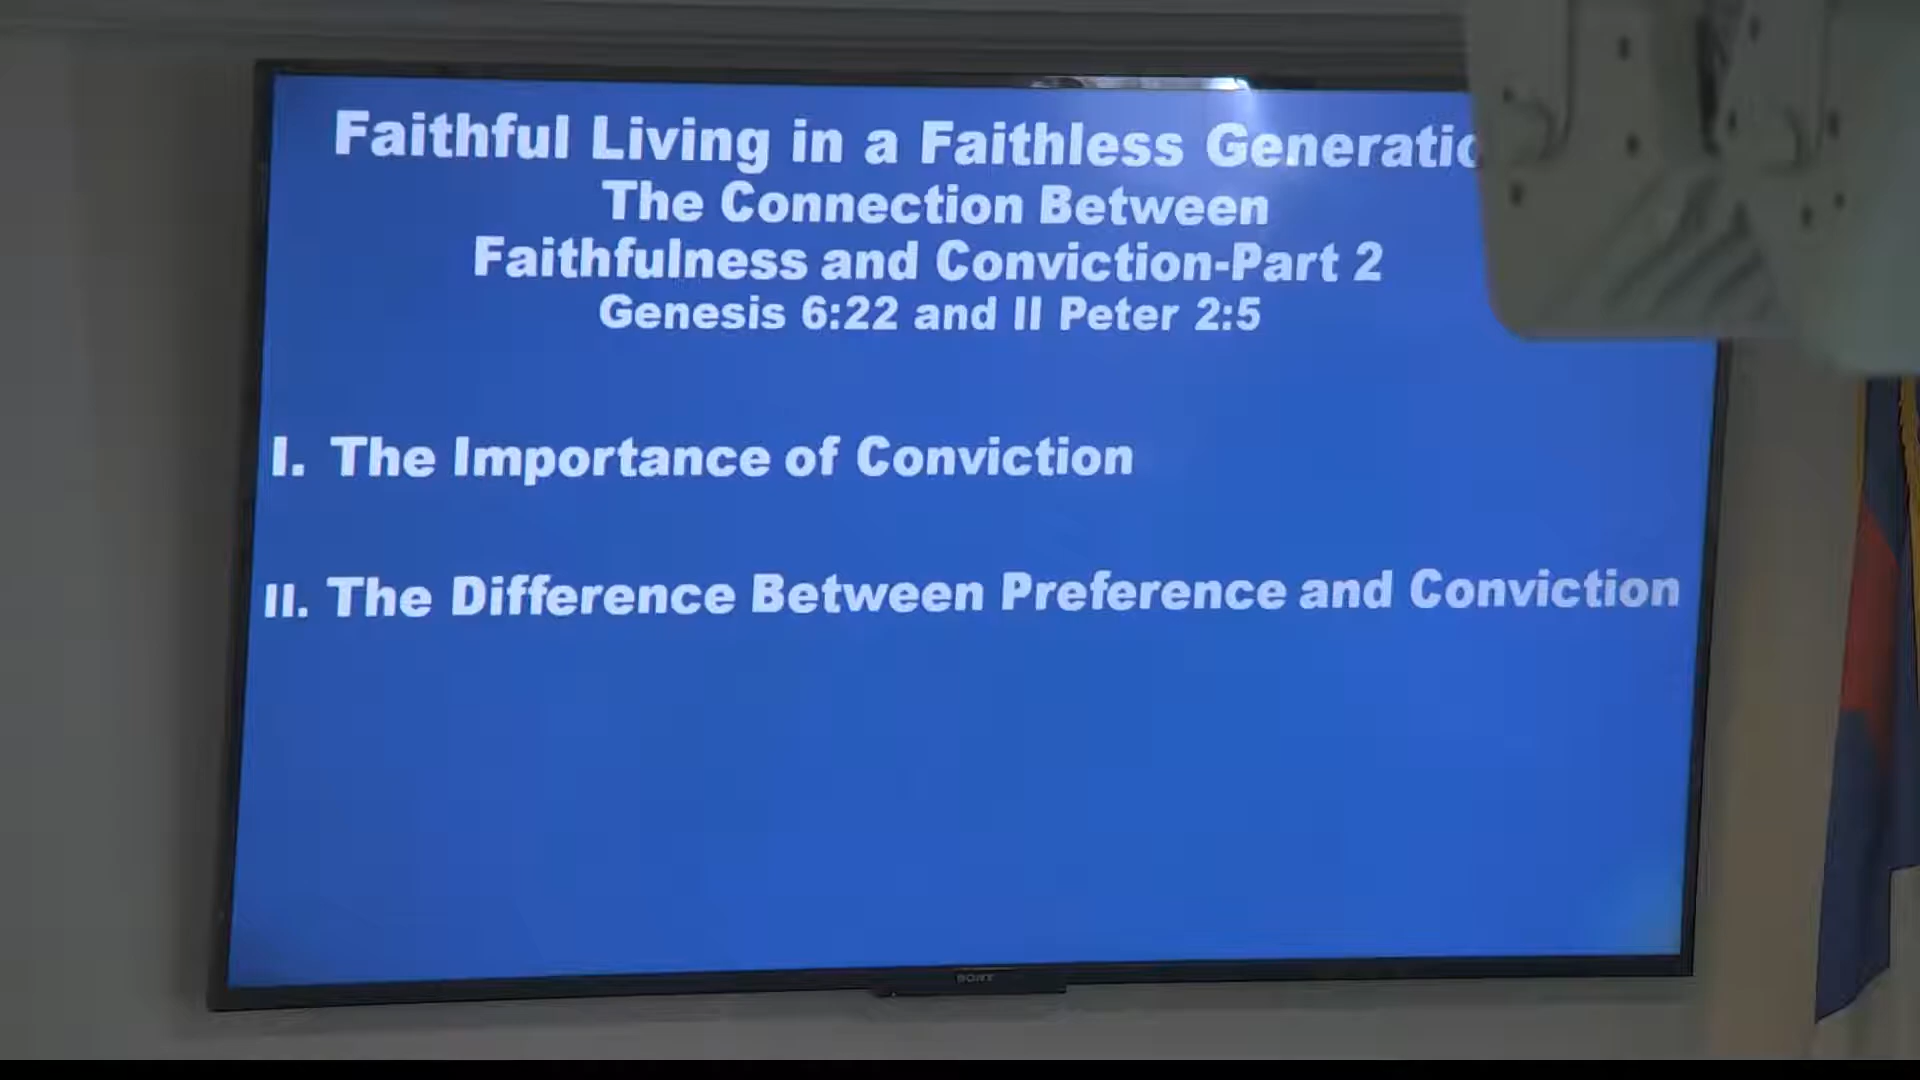 Faithful Living in a Faithless Generatio
The Connection Between
Faithfulness and Conviction-Part 2
Genesis 6:22 and II Peter 2:5
I. The Importance of Conviction
II. The Difference Between Preference and Conviction
SONY